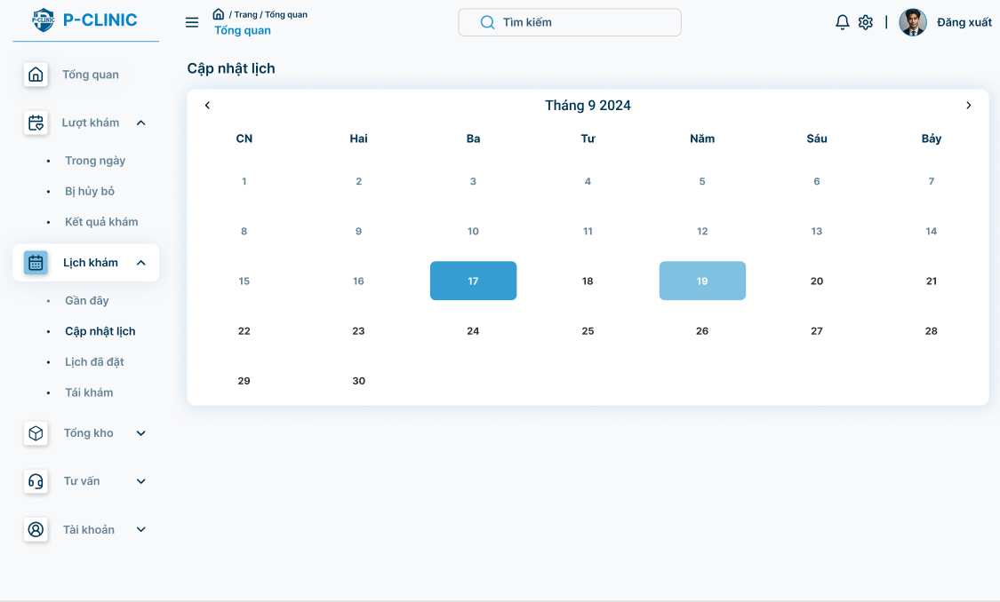 P-CLINIC
P-CLINIC
/ Trang / Tổng quan
Tổng quan
Tìm kiếm
Đăng xuất
Tổng quan
Lượt khám
Trong ngày
Bị hủy bỏ
Kết quả khám
Lịch khám
Gần đây
Cập nhật lịch
Lịch đã đặt
Tái khám
Tổng kho
Tư vấn
Tài khoản
Cập nhật lịch
Tháng 9 2024
CN Hai Ba Tư Năm Sáu Bảy
1 2 3 4 5 6 7
8 9 10 11 12 13 14
15 16 17 18 19 20 21
22 23 24 25 26 27 28
29 30